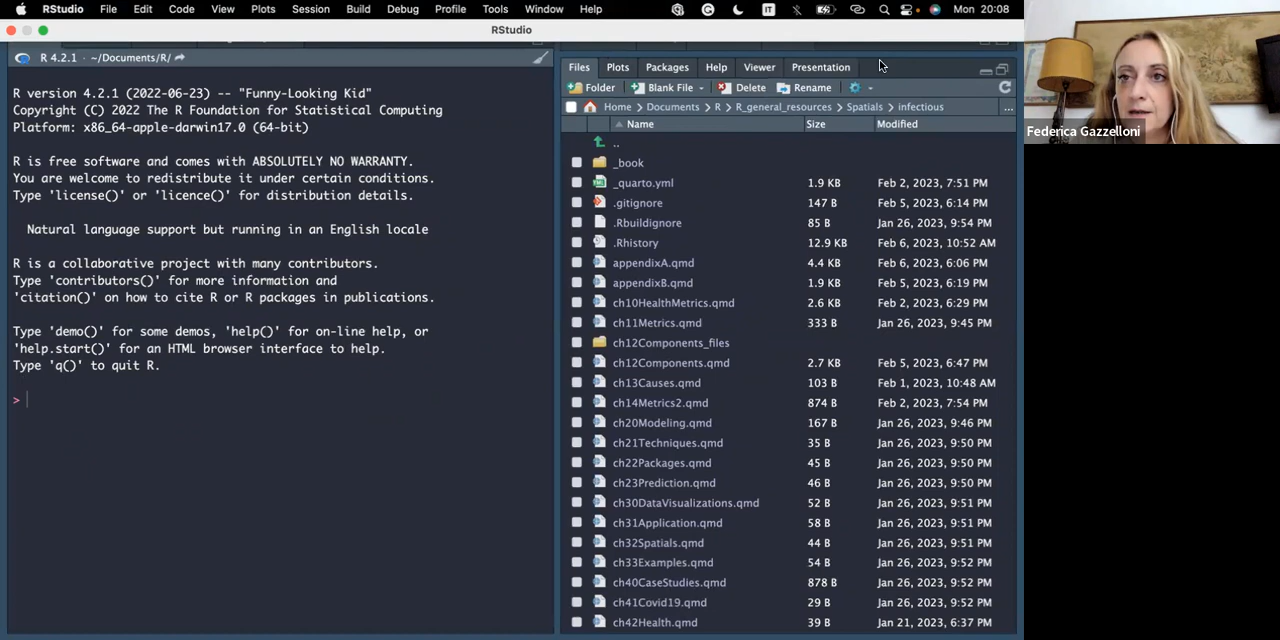 RStudio File Edit Code View Plots Session Build Debug Profile Tools Window Help IT Mon 20:08
RStudio
R 4.2.1 · ~/Documents/R/
R version 4.2.1 (2022-06-23) -- "Funny-Looking Kid"
Copyright (C) 2022 The R Foundation for Statistical Computing
Platform: x86_64-apple-darwin17.0 (64-bit)
R is free software and comes with ABSOLUTELY NO WARRANTY.
You are welcome to redistribute it under certain conditions.
Type 'license()' or 'licence()' for distribution details.
Natural language support but running in an English locale
R is a collaborative project with many contributors.
Type 'contributors()' for more information and
'citation()' on how to cite R or R packages in publications.
Type 'demo()' for some demos, 'help()' for on-line help, or
'help.start()' for an HTML browser interface to help.
Type 'q()' to quit R.
>
Files Plots Packages Help Viewer Presentation
Folder Blank File Delete Rename
Home Documents R R_general_resources Spatials infectious ...
Name Size Modified
..
_book
_quarto.yml 1.9 KB Feb 2, 2023, 7:51 PM
.gitignore 147 B Feb 5, 2023, 6:14 PM
.Rbuildignore 85 B Jan 26, 2023, 9:54 PM
.Rhistory 12.9 KB Feb 6, 2023, 10:52 AM
appendixA.qmd 4.4 KB Feb 6, 2023, 6:06 PM
appendixB.qmd 1.9 KB Feb 5, 2023, 6:19 PM
ch10HealthMetrics.qmd 2.6 KB Feb 2, 2023, 6:29 PM
ch11Metrics.qmd 333 B Jan 26, 2023, 9:45 PM
ch12Components_files
ch12Components.qmd 2.7 KB Feb 5, 2023, 6:47 PM
ch13Causes.qmd 103 B Feb 1, 2023, 10:48 AM
ch14Metrics2.qmd 874 B Feb 2, 2023, 7:54 PM
ch20Modeling.qmd 167 B Jan 26, 2023, 9:46 PM
ch21Techniques.qmd 35 B Jan 26, 2023, 9:50 PM
ch22Packages.qmd 45 B Jan 26, 2023, 9:50 PM
ch23Prediction.qmd 46 B Jan 26, 2023, 9:50 PM
ch30DataVisualizations.qmd 52 B Jan 26, 2023, 9:51 PM
ch31Application.qmd 58 B Jan 26, 2023, 9:51 PM
ch32Spatials.qmd 44 B Jan 26, 2023, 9:51 PM
ch33Examples.qmd 54 B Jan 26, 2023, 9:52 PM
ch40CaseStudies.qmd 878 B Jan 26, 2023, 9:52 PM
ch41Covid19.qmd 29 B Jan 26, 2023, 9:52 PM
ch42Health.qmd 39 B Jan 21, 2023, 6:37 PM
Federica Gazzelloni